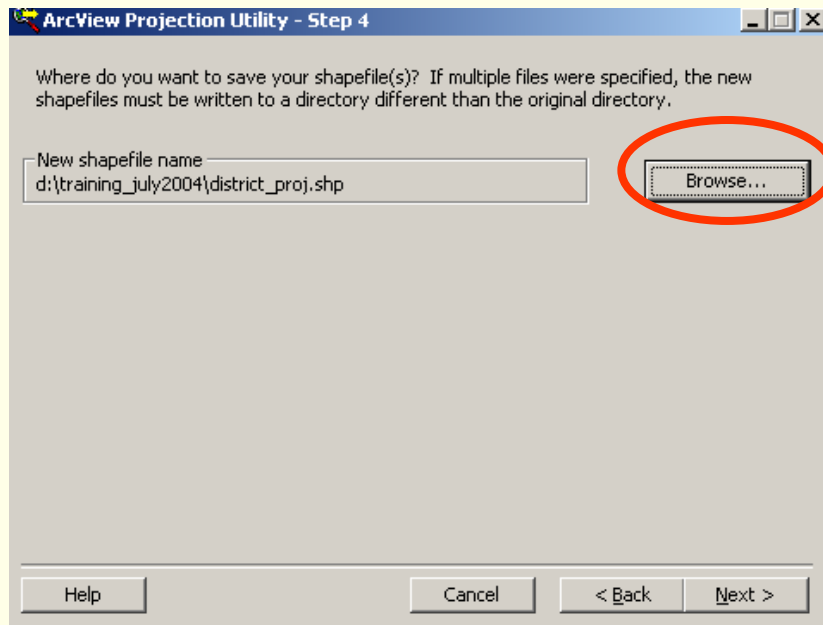 ArcView Projection Utility - Step 4
Where do you want to save your shapefile(s)? If multiple files were specified, the new
shapefiles must be written to a directory different than the original directory.
New shapefile name
d:\training_july2004\district_proj.shp
Browse...
Help
Cancel
< Back
Next >